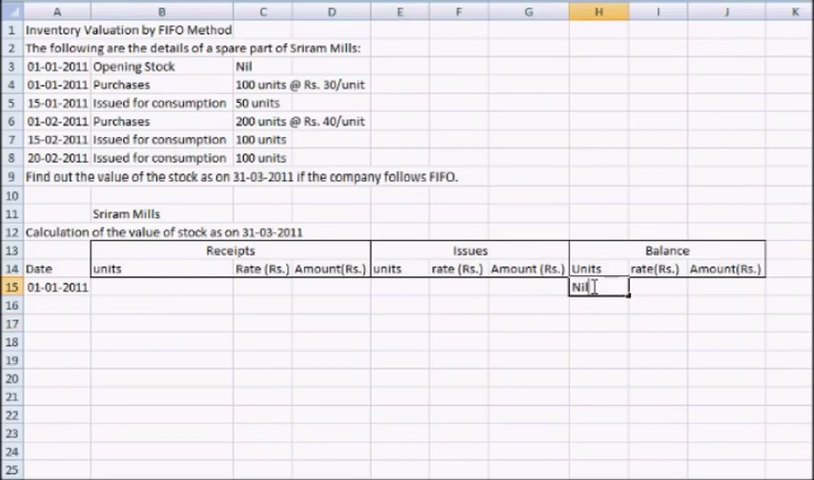 A B C D E F G H I J K
1 Inventory Valuation by FIFO Method
2 The following are the details of a spare part of Sriram Mills:
3 01-01-2011 Opening Stock Nil
4 01-01-2011 Purchases 100 units @ Rs. 30/unit
5 15-01-2011 Issued for consumption 50 units
6 01-02-2011 Purchases 200 units @ Rs. 40/unit
7 15-02-2011 Issued for consumption 100 units
8 20-02-2011 Issued for consumption 100 units
9 Find out the value of the stock as on 31-03-2011 if the company follows FIFO.
10
11 Sriram Mills
12 Calculation of the value of stock as on 31-03-2011
13 Receipts Issues Balance
14 Date units Rate (Rs.) Amount(Rs.) units rate (Rs.) Amount (Rs.) Units rate(Rs.) Amount(Rs.)
15 01-01-2011 Nil
16
17
18
19
20
21
22
23
24
25